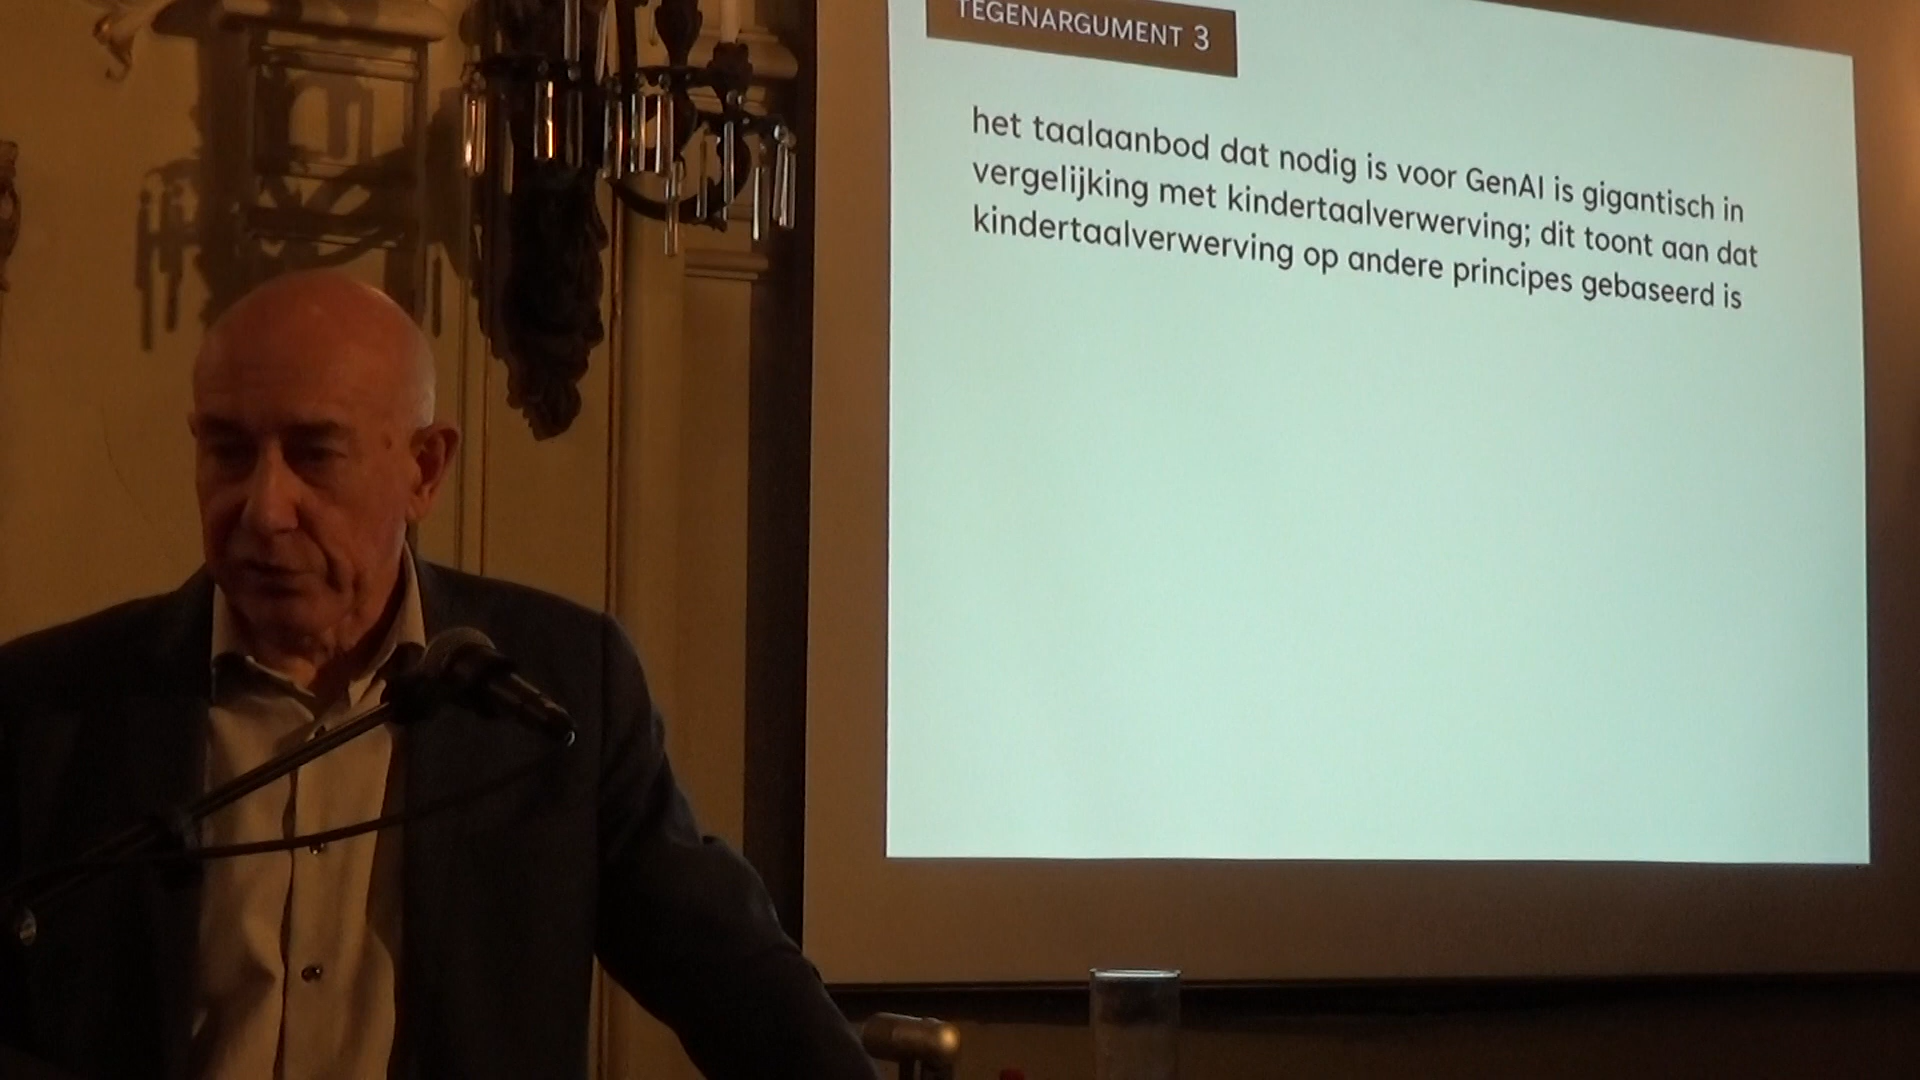 TEGENARGUMENT 3
het taalaanbod dat nodig is voor GenAI is gigantisch in
vergelijking met kindertaalverwerving; dit toont aan dat
kindertaalverwerving op andere principes gebaseerd is